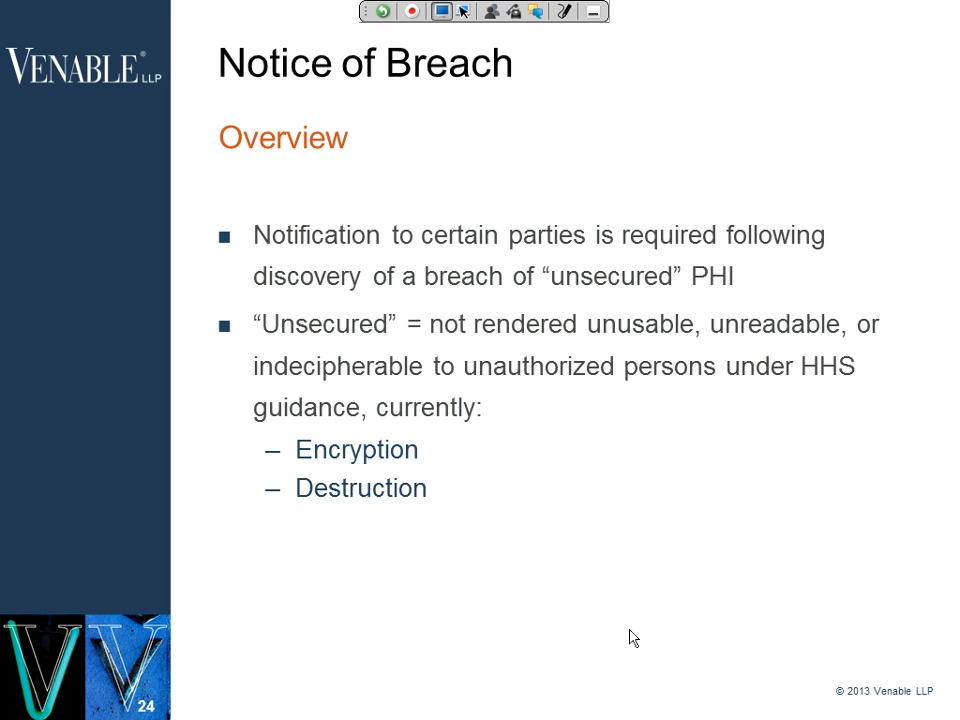 VENABLE® LLP
Notice of Breach
Overview
■ Notification to certain parties is required following
discovery of a breach of “unsecured” PHI
■ “Unsecured” = not rendered unusable, unreadable, or
indecipherable to unauthorized persons under HHS
guidance, currently:
– Encryption
– Destruction
24
© 2013 Venable LLP